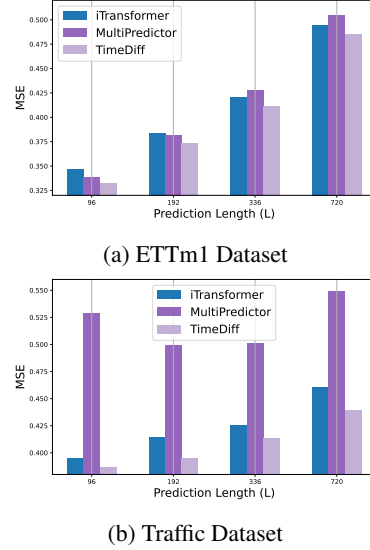 0.500
0.475
0.450
0.425
0.400
0.375
0.350
0.325
MSE
iTransformer
MultiPredictor
TimeDiff
96 192 336 720
Prediction Length (L)
(a) ETTm1 Dataset
0.550
0.525
0.500
0.475
0.450
0.425
0.400
MSE
iTransformer
MultiPredictor
TimeDiff
96 192 336 720
Prediction Length (L)
(b) Traffic Dataset